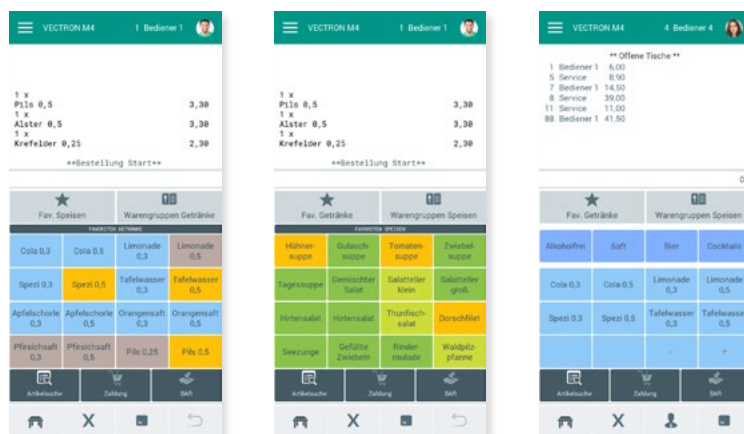 VECTRON M4 1 Bediener 1
1 x
Pils 0,5 3,30
1 x
Alster 0,5 3,30
1 x
Krefelder 0,25 2,30
**Bestellung Start**
Fav. Speisen Warengruppen Getränke
FAVORITEN GETRÄNKE
Cola 0,3 Cola 0,5 Limonade 0,3 Limonade 0,5
Spezi 0,3 Spezi 0,5 Tafelwasser 0,3 Tafelwasser 0,5
Apfelschorle 0,3 Apfelschorle 0,5 Orangensaft 0,3 Orangensaft 0,5
Pfirsichsaft 0,3 Pfirsichsaft 0,5 Pils 0,25 Pils 0,5
Artikelsuche Zahlung BAR
X
VECTRON M4 1 Bediener 1
1 x
Pils 0,5 3,30
1 x
Alster 0,5 3,30
1 x
Krefelder 0,25 2,30
**Bestellung Start**
Fav. Getränke Warengruppen Speisen
FAVORITEN SPEISEN
Hühner-suppe Gulasch-suppe Tomaten-suppe Zwiebel-suppe
Tagessuppe Gemischter Salat Salatteller klein Salatteller groß
Hirtensalat Hirtensalat Thunfisch-salat Dorschfilet
Seezunge Gefüllte Zwiebeln Rinder-roulade Waldpilz-pfanne
Artikelsuche Zahlung BAR
X
VECTRON M4 4 Bediener 4
** Offene Tische **
1 Bediener 1 6,00
5 Service 8,90
7 Bediener 1 14,50
8 Service 39,00
11 Service 11,00
88 Bediener 1 41,50
0
Fav. Getränke Warengruppen Speisen
Alkoholfrei Saft Bier Cocktails
Cola 0,3 Cola 0,5 Limonade 0,3 Limonade 0,5
Spezi 0,3 Spezi 0,5 Tafelwasser 0,3 Tafelwasser 0,5
- +
Artikelsuche Zahlung BAR
X